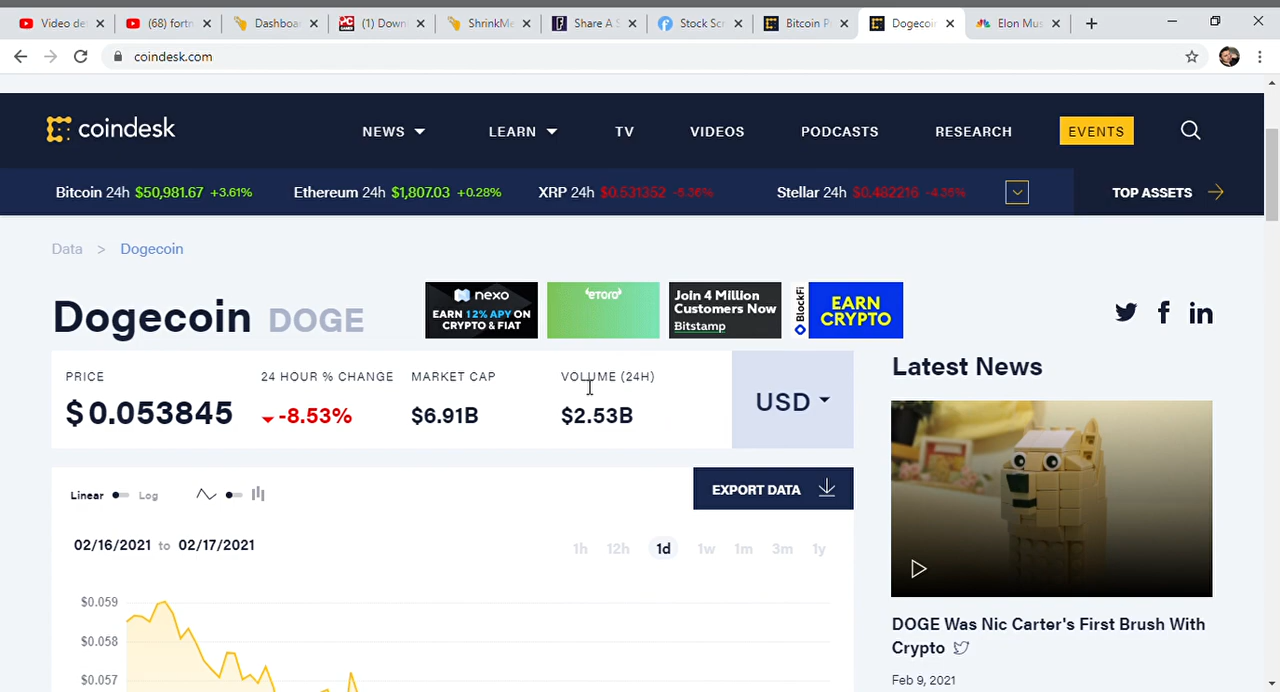 Video des
(68) fortn
Dashboar
(1) Down
ShrinkMe
Share A S
Stock Scr
Bitcoin P
Dogecoin
Elon Mus
coindesk.com
coindesk
NEWS
LEARN
TV
VIDEOS
PODCASTS
RESEARCH
EVENTS
Bitcoin 24h $50,981.67 +3.61%
Ethereum 24h $1,807.03 +0.28%
XRP 24h $0.531352 -5.36%
Stellar 24h $0.482216 -4.35%
TOP ASSETS
Data > Dogecoin
Dogecoin DOGE
nexo
EARN 12% APY ON
CRYPTO & FIAT
eTORO
Join 4 Million
Customers Now
Bitstamp
BlockFi
EARN
CRYPTO
PRICE
$0.053845
24 HOUR % CHANGE
-8.53%
MARKET CAP
$6.91B
VOLUME (24H)
$2.53B
USD
Latest News
Linear
Log
EXPORT DATA
02/16/2021 to 02/17/2021
1h 12h 1d 1w 1m 3m 1y
$0.059
$0.058
$0.057
DOGE Was Nic Carter's First Brush With
Crypto
Feb 9, 2021